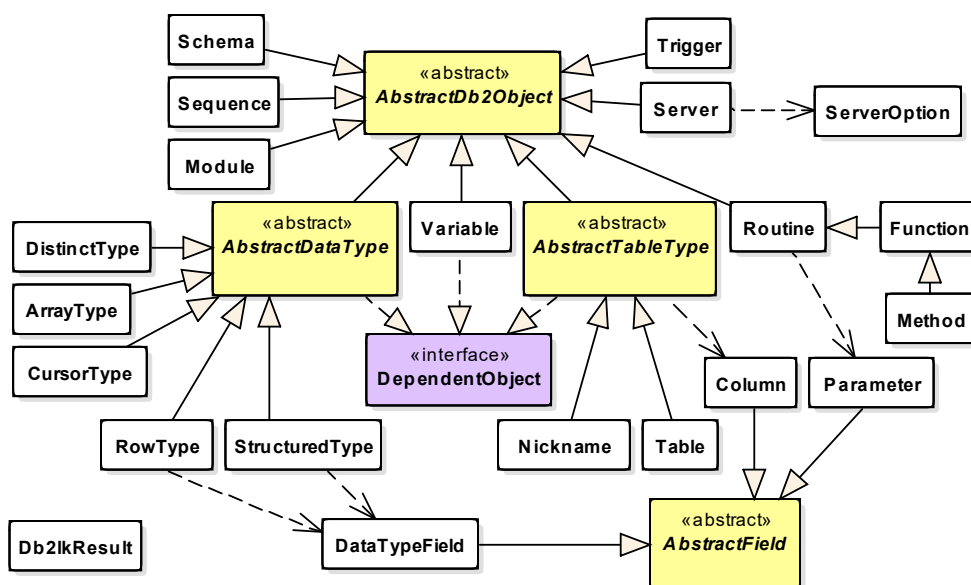 Schema
Sequence
Module
«abstract»
AbstractDb2Object
Trigger
Server
ServerOption
«abstract»
AbstractDataType
Variable
«abstract»
AbstractTableType
Routine
Function
DistinctType
ArrayType
CursorType
Method
«interface»
DependentObject
Column
Parameter
RowType
StructuredType
Nickname
Table
Db2IkResult
DataTypeField
«abstract»
AbstractField